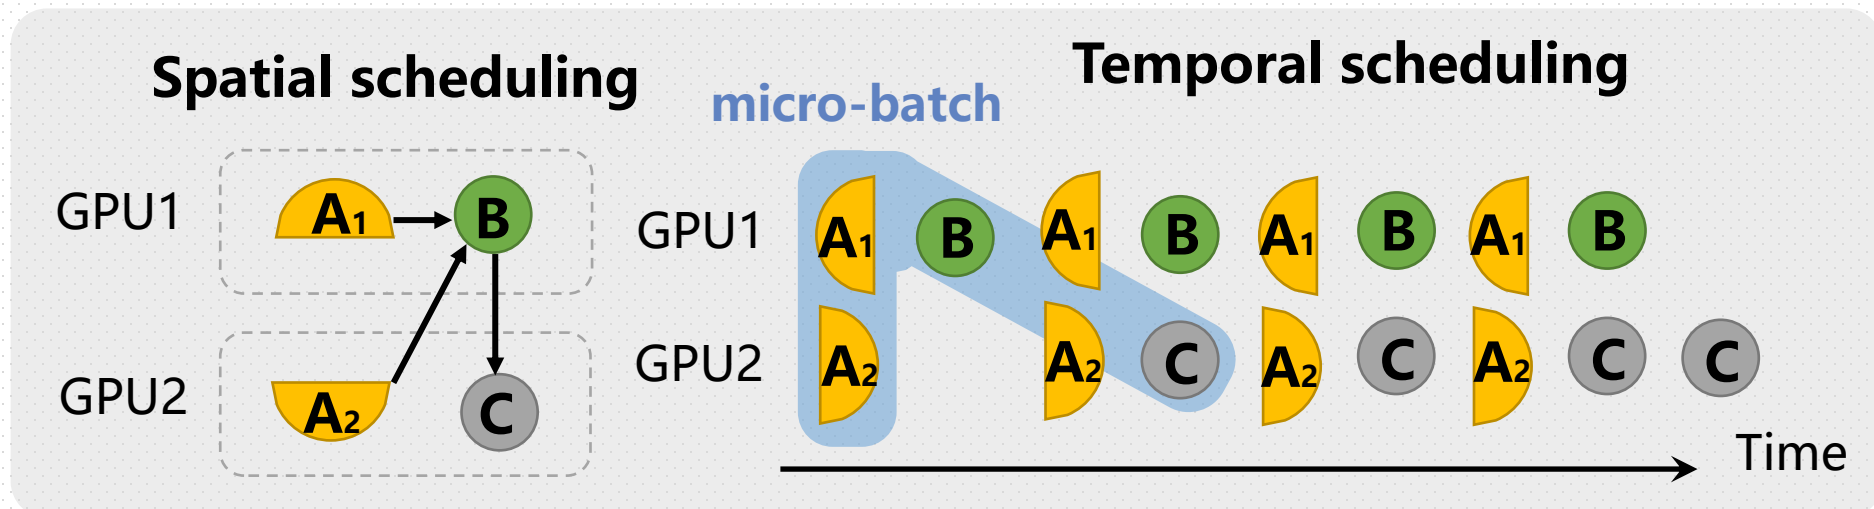 Spatial scheduling
GPU1
A1
B
GPU2
A2
C
Temporal scheduling
micro-batch
GPU1
A1 B A1 B A1 B A1 B
GPU2
A2 A2 C A2 C A2 C C
Time